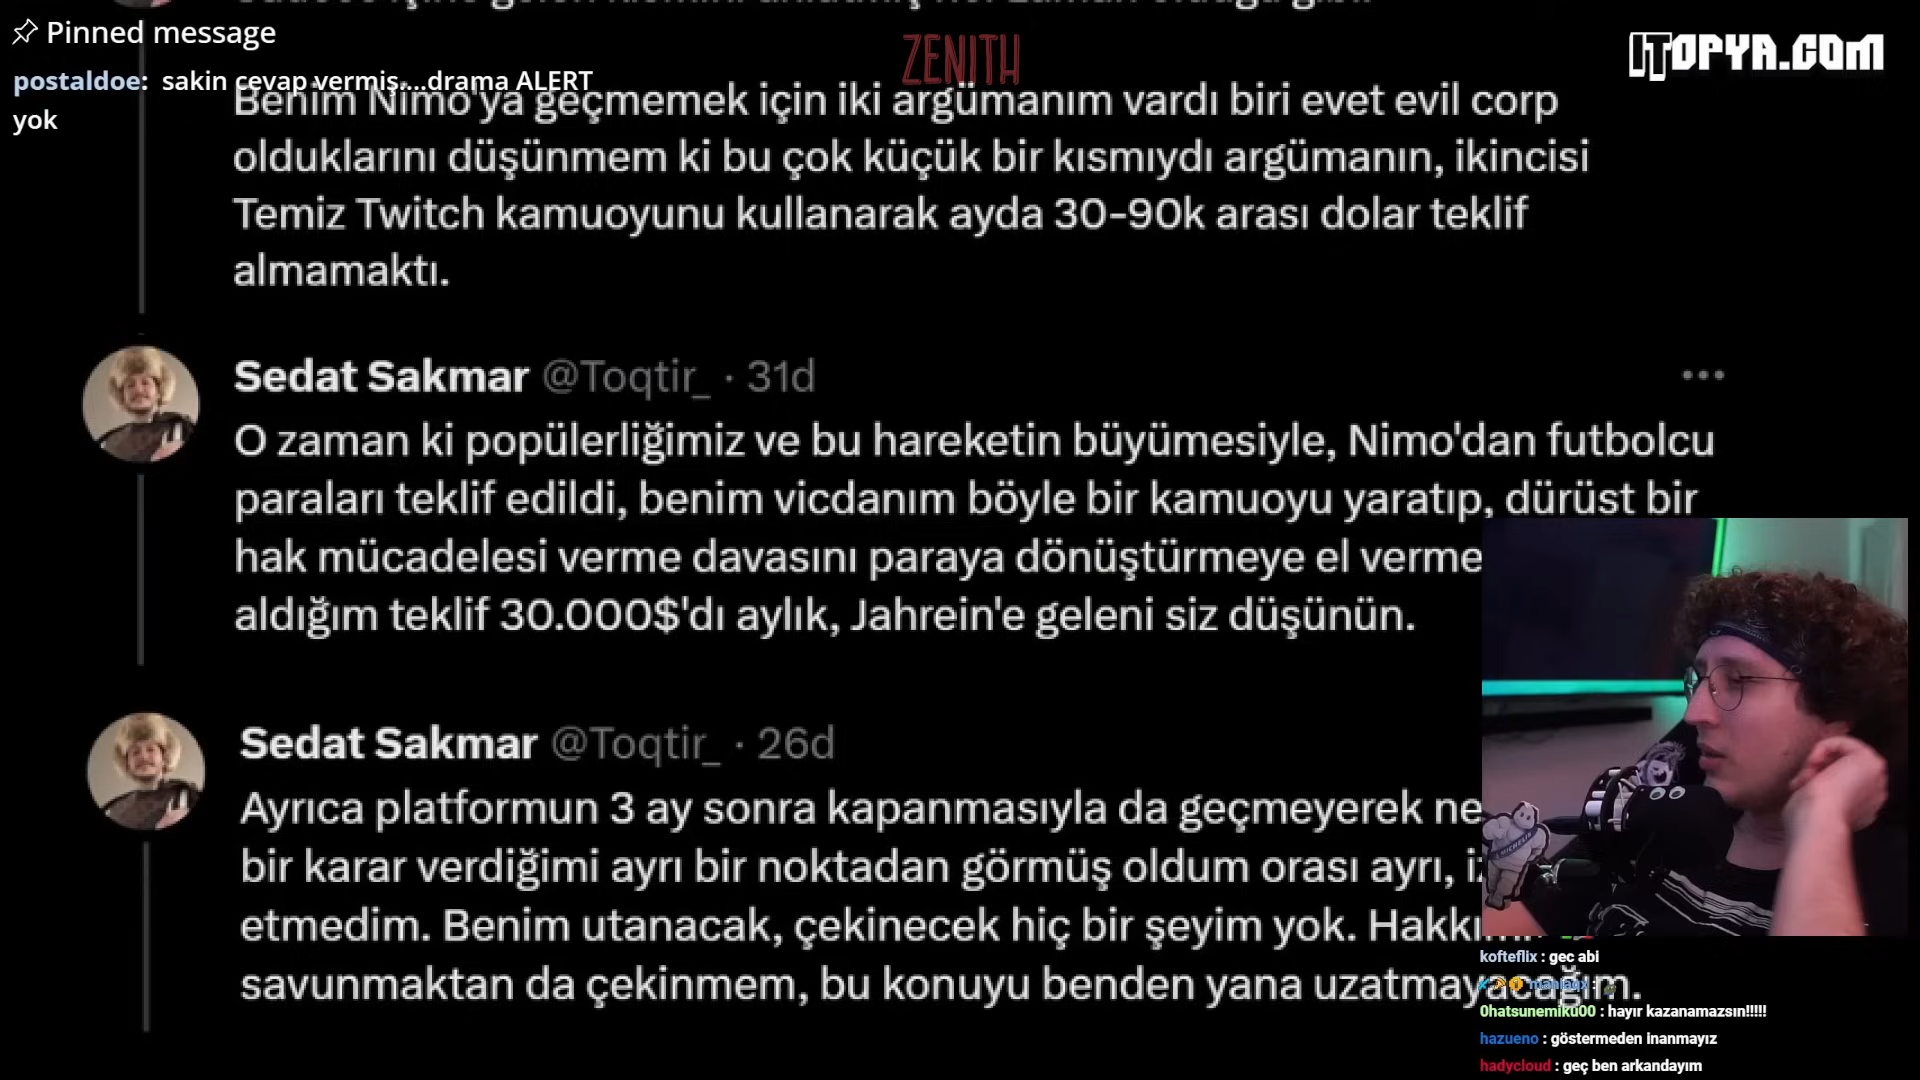 Pinned message
postaldoe: sakin cevap vermiş....drama ALERT
yok
ZENITH
ITOPYA.COM
Benim Nimo'ya geçmemek için iki argümanım vardı biri evet evil corp
olduklarını düşünmem ki bu çok küçük bir kısmıydı argümanın, ikincisi
Temiz Twitch kamuoyunu kullanarak ayda 30-90k arası dolar teklif
almamaktı.
Sedat Sakmar @Toqtir_ · 31d
O zaman ki popülerliğimiz ve bu hareketin büyümesiyle, Nimo'dan futbolcu
paraları teklif edildi, benim vicdanım böyle bir kamuoyu yaratıp, dürüst bir
hak mücadelesi verme davasını paraya dönüştürmeye el verme
aldığım teklif 30.000$'dı aylık, Jahrein'e geleni siz düşünün.
Sedat Sakmar @Toqtir_ · 26d
Ayrıca platformun 3 ay sonra kapanmasıyla da geçmeyerek ne
bir karar verdiğimi ayrı bir noktadan görmüş oldum orası ayrı,
etmedim. Benim utanacak, çekinecek hiç bir şeyim yok.
savunmaktan da çekinmem, bu konuyu benden yana uzatmayacağım.
MICHELIN
kofteflix : gec abi
0hatsunemiku00 : hayır kazanamazsın!!!!!
hazueno : göstermeden inanmayız
hadycloud : geç ben arkandayım